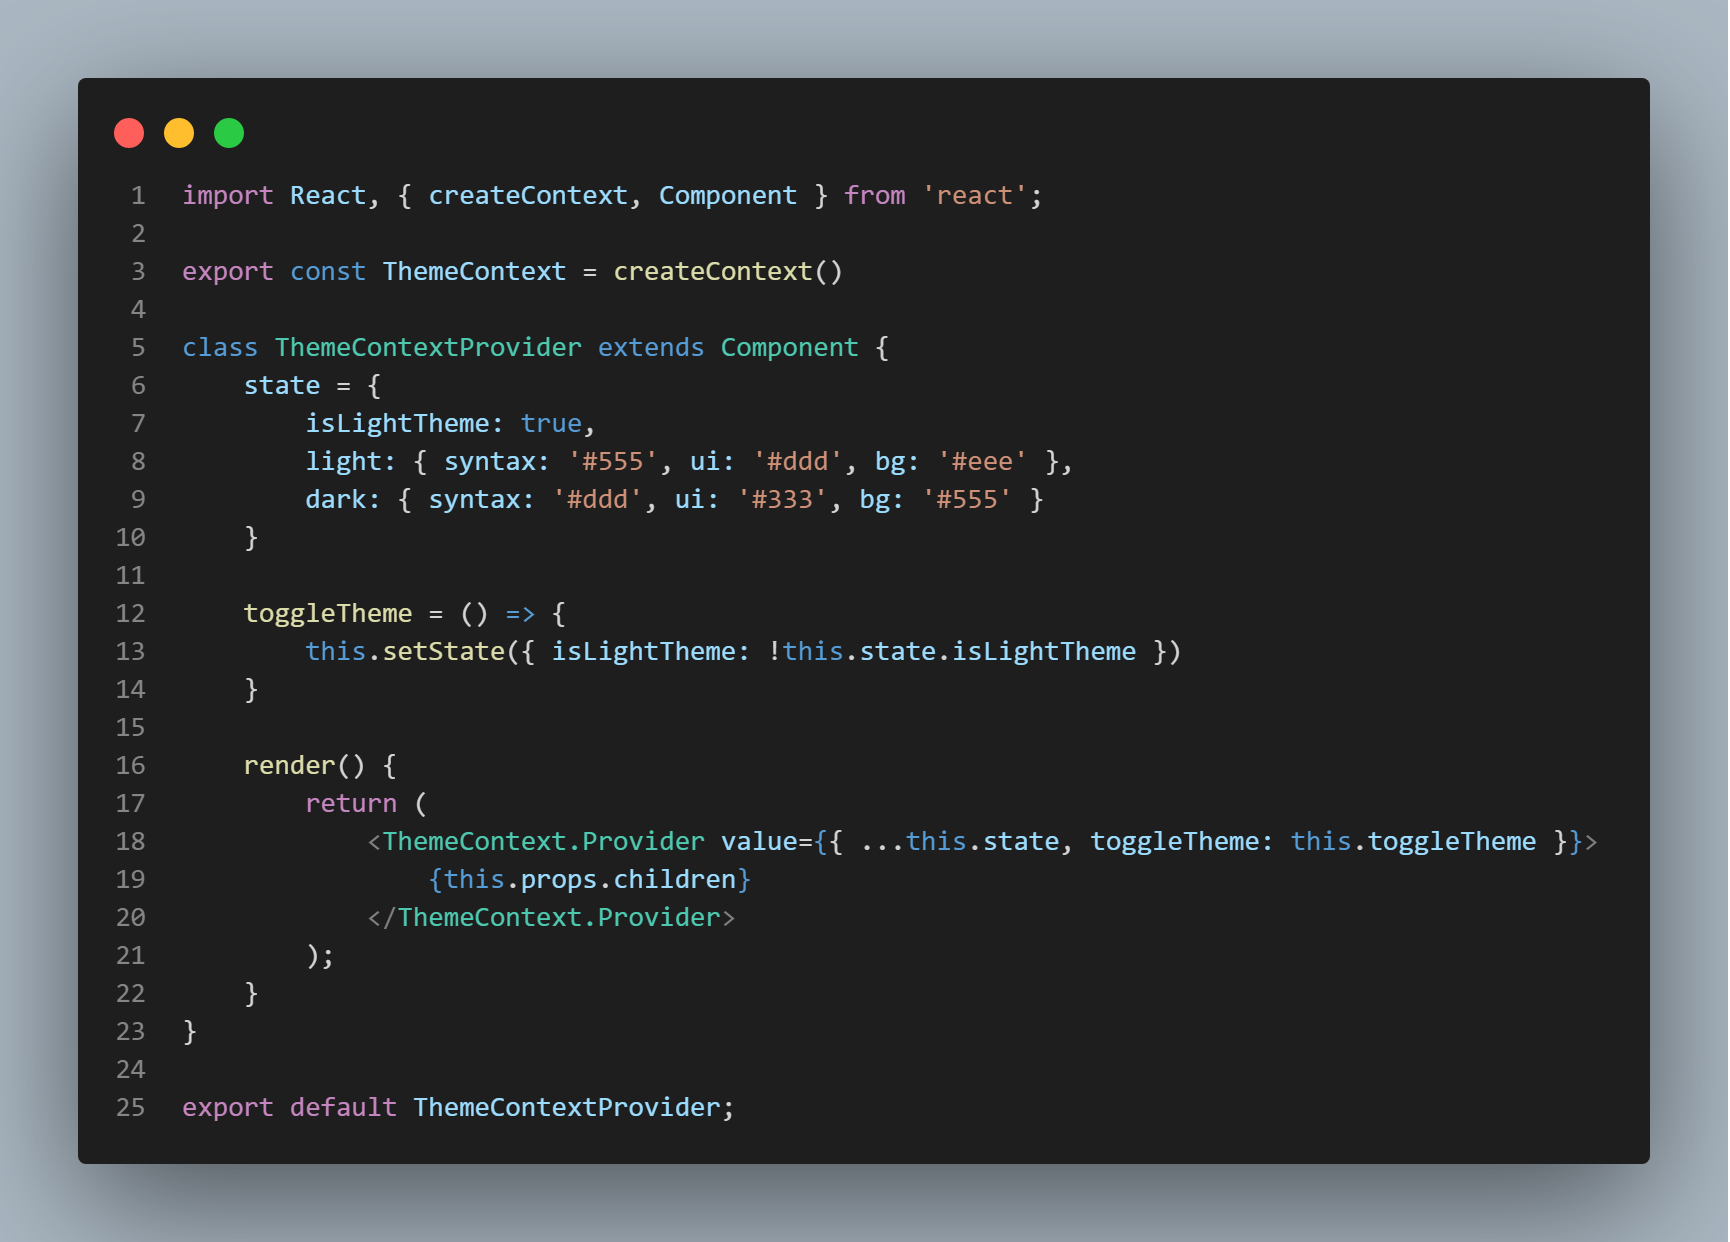 1 import React, { createContext, Component } from 'react';
2
3 export const ThemeContext = createContext()
4
5 class ThemeContextProvider extends Component {
6     state = {
7         isLightTheme: true,
8         light: { syntax: '#555', ui: '#ddd', bg: '#eee' },
9         dark: { syntax: '#ddd', ui: '#333', bg: '#555' }
10     }
11
12     toggleTheme = () => {
13         this.setState({ isLightTheme: !this.state.isLightTheme })
14     }
15
16     render() {
17         return (
18             <ThemeContext.Provider value={{ ...this.state, toggleTheme: this.toggleTheme }}>
19                 {this.props.children}
20             </ThemeContext.Provider>
21         );
22     }
23 }
24
25 export default ThemeContextProvider;